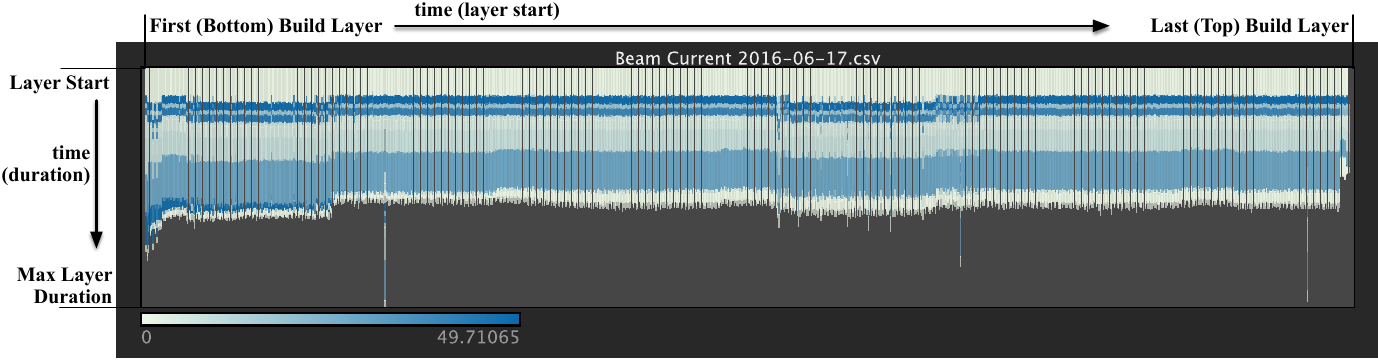 time (layer start)
First (Bottom) Build Layer
Last (Top) Build Layer
Beam Current 2016-06-17.csv
Layer Start
time
(duration)
Max Layer
Duration
0
49.71065